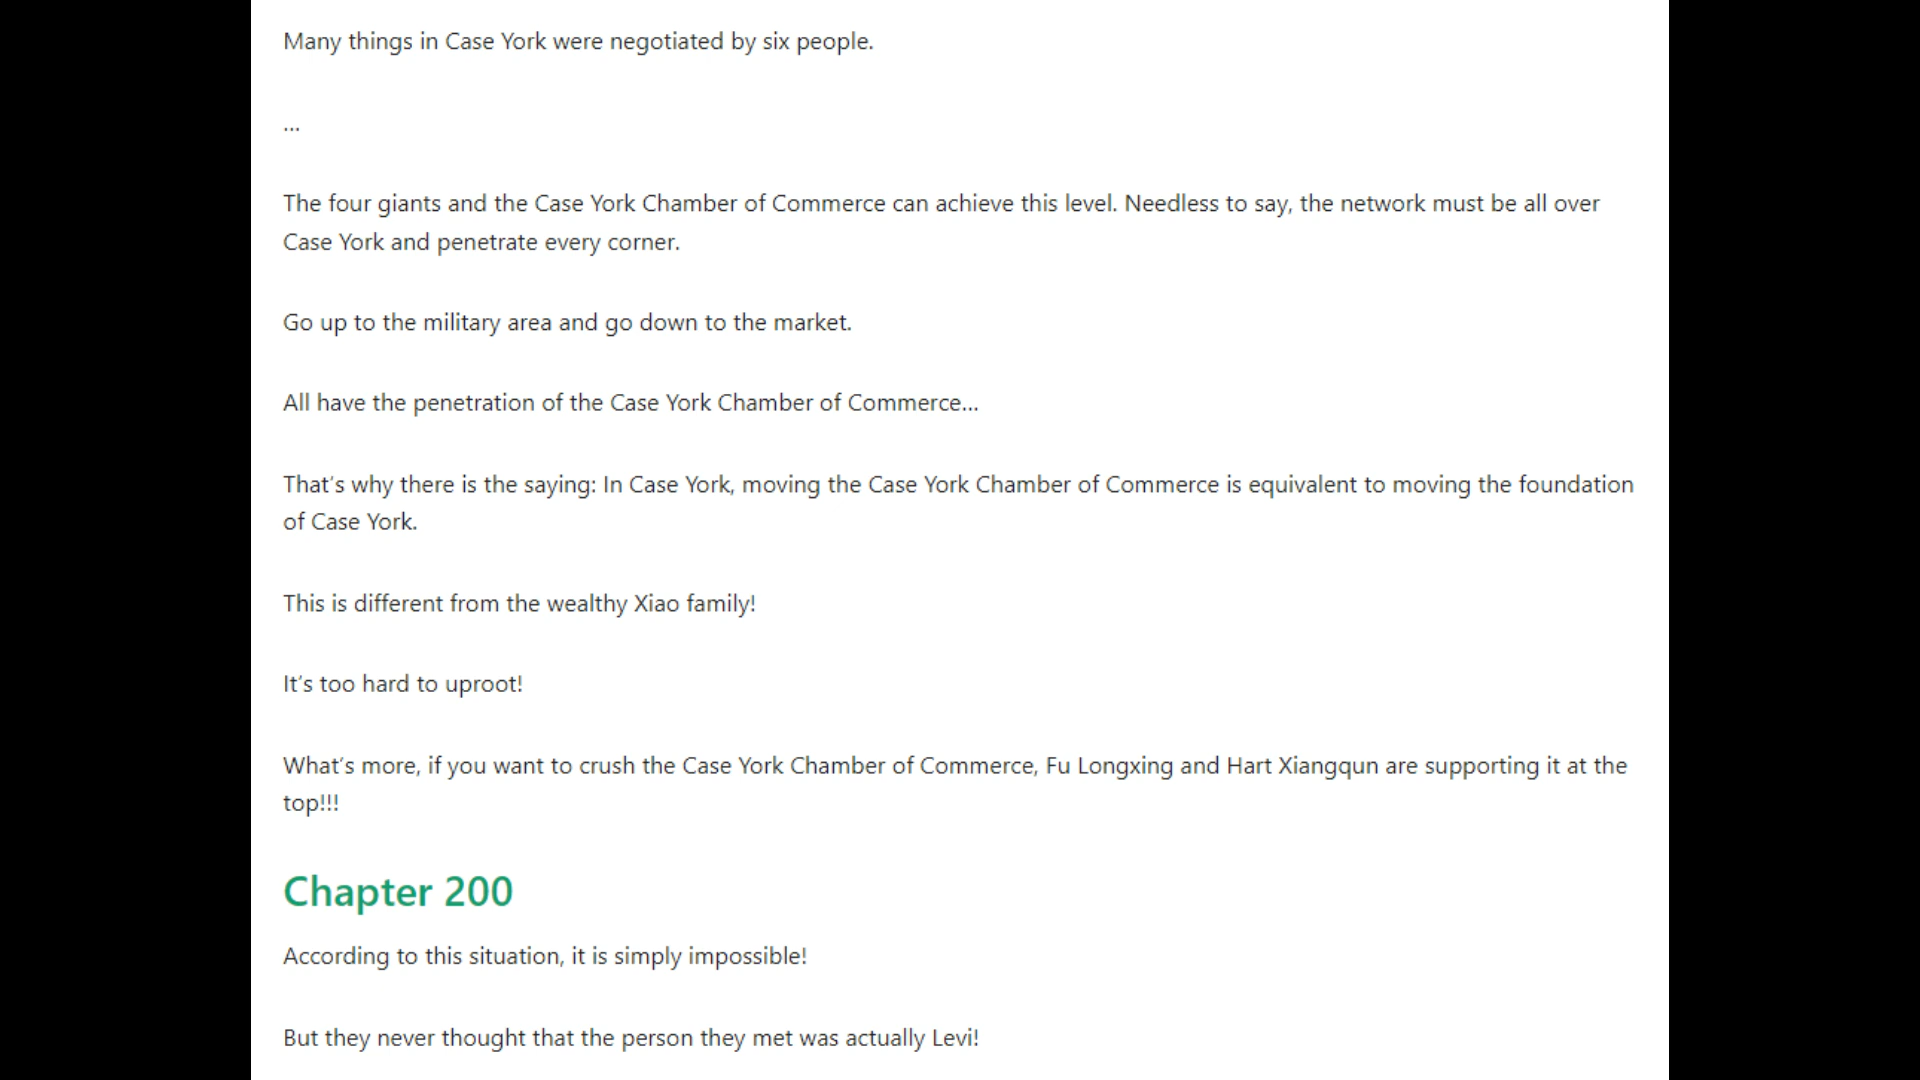 Many things in Case York were negotiated by six people.
...
The four giants and the Case York Chamber of Commerce can achieve this level. Needless to say, the network must be all over
Case York and penetrate every corner.
Go up to the military area and go down to the market.
All have the penetration of the Case York Chamber of Commerce…
That’s why there is the saying: In Case York, moving the Case York Chamber of Commerce is equivalent to moving the foundation
of Case York.
This is different from the wealthy Xiao family!
It’s too hard to uproot!
What’s more, if you want to crush the Case York Chamber of Commerce, Fu Longxing and Hart Xiangqun are supporting it at the
top!!!
Chapter 200
According to this situation, it is simply impossible!
But they never thought that the person they met was actually Levi!